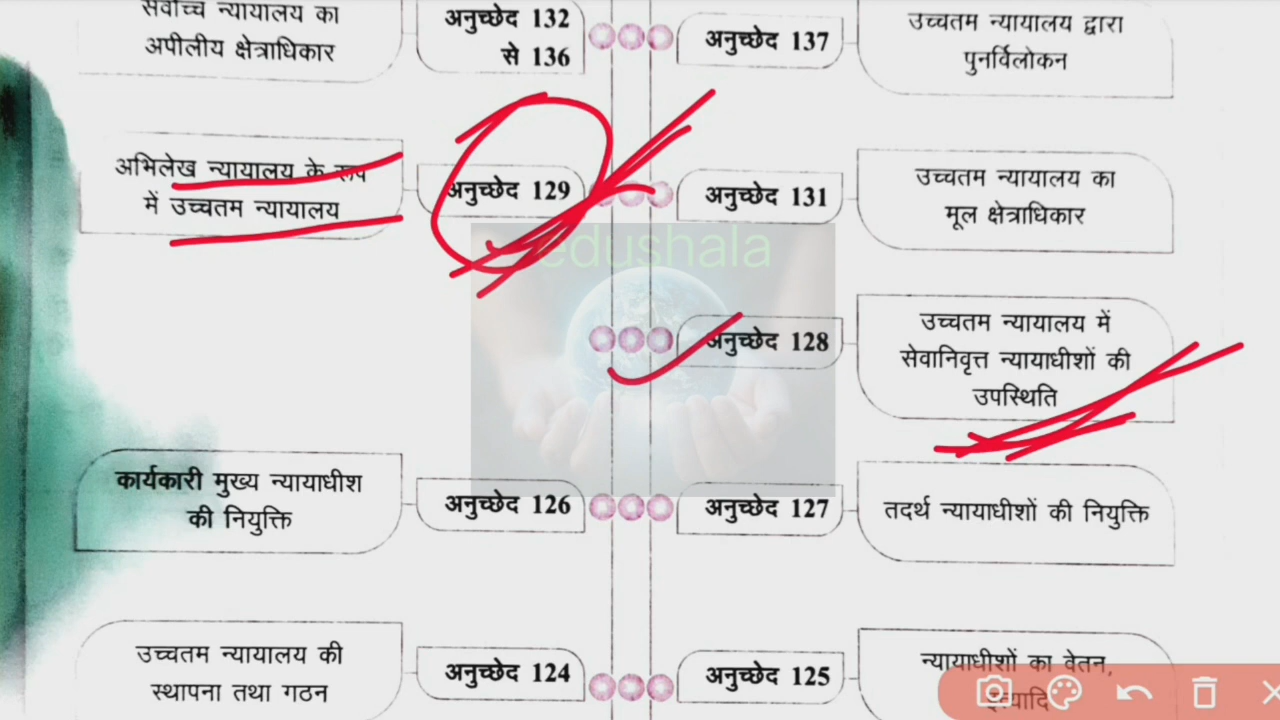 सर्वोच्च न्यायालय का
अपीलीय क्षेत्राधिकार
अनुच्छेद 132
से 136
अनुच्छेद 137
उच्चतम न्यायालय द्वारा
पुनर्विलोकन
अभिलेख न्यायालय के रूप
में उच्चतम न्यायालय
अनुच्छेद 129
अनुच्छेद 131
उच्चतम न्यायालय का
मूल क्षेत्राधिकार
edushala
अनुच्छेद 128
उच्चतम न्यायालय में
सेवानिवृत्त न्यायाधीशों की
उपस्थिति
कार्यकारी मुख्य न्यायाधीश
की नियुक्ति
अनुच्छेद 126
अनुच्छेद 127
तदर्थ न्यायाधीशों की नियुक्ति
उच्चतम न्यायालय की
स्थापना तथा गठन
अनुच्छेद 124
अनुच्छेद 125
न्यायाधीशों का वेतन,
इत्यादि